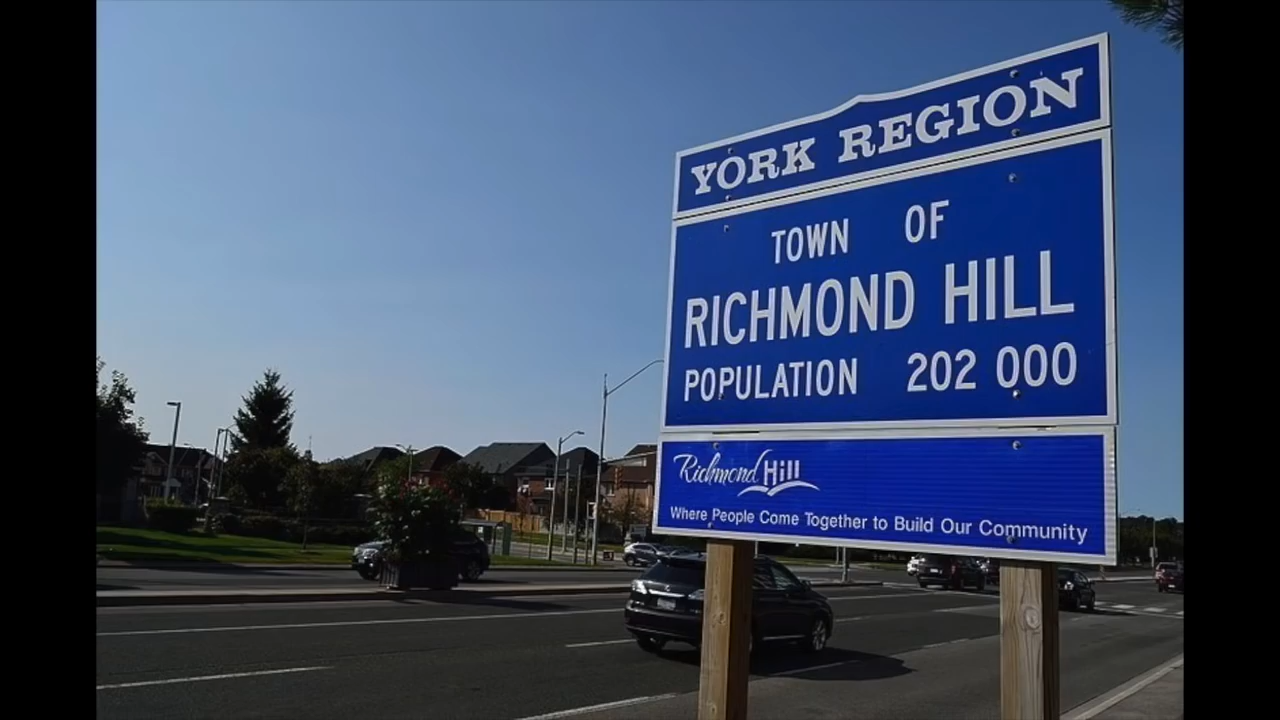 YORK REGION
TOWN OF
RICHMOND HILL
POPULATION 202 000
Richmond Hill
Where People Come Together to Build Our Community